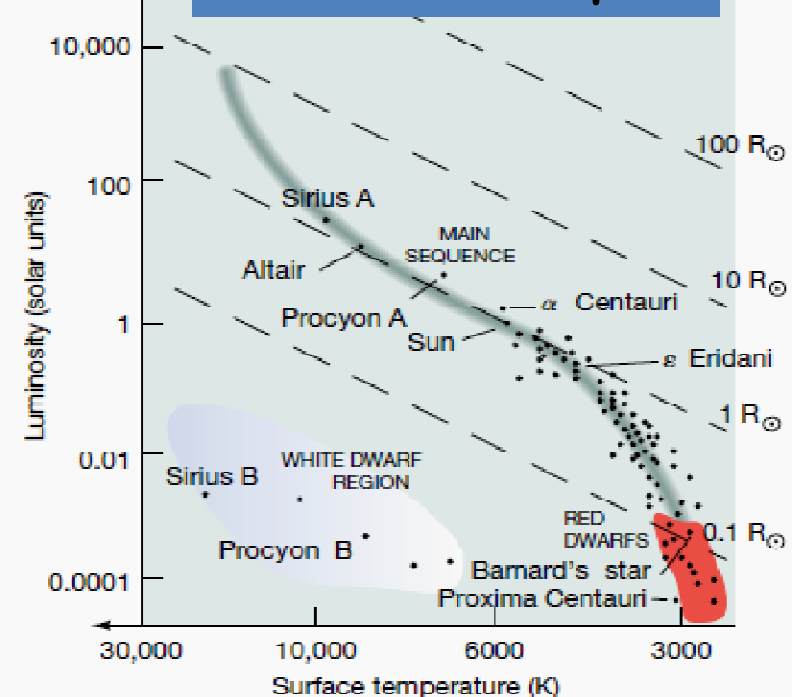 10,000
100 R☉
100
Sirius A
MAIN
SEQUENCE
Altair
10 R☉
Procyon A
α Centauri
1
Sun
ε Eridani
1 R☉
0.01
WHITE DWARF
REGION
Sirius B
RED
DWARFS
0.1 R☉
Procyon B
Barnard's star
0.0001
Proxima Centauri
30,000 10,000 6000 3000
Surface temperature (K)
Luminosity (solar units)